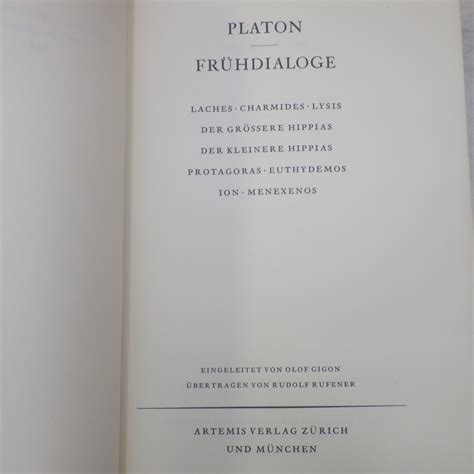 PLATON
FRÜHDIALOGE
LACHES · CHARMIDES · LYSIS
DER GRÖSSERE HIPPIAS
DER KLEINERE HIPPIAS
PROTAGORAS · EUTHYDEMOS
ION · MENEXENOS
EINGELEITET VON OLOF GIGON
ÜBERTRAGEN VON RUDOLF RUFENER
ARTEMIS VERLAG ZÜRICH
UND MÜNCHEN